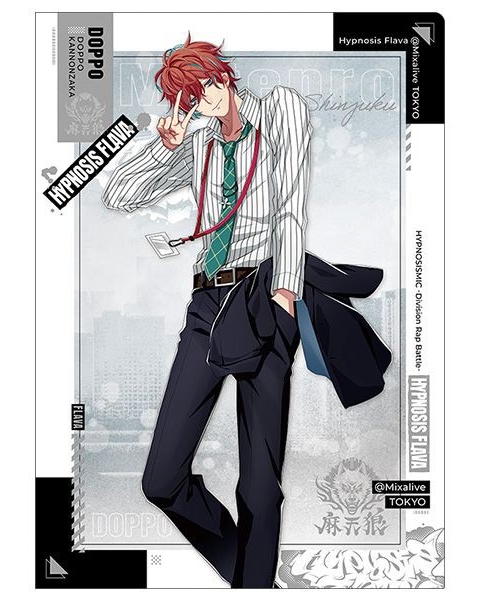 DOPPO
DOPPO
KANNONZAKA
麻天狼
HYPNOSIS FLAVA
Hypnosis Flava @Mixalive TOKYO
Matenro
Shinjuku
HYPNOSISMIC -Division Rap Battle-
HYPNOSIS FLAVA
FLAVA
@Mixalive
TOKYO
麻天狼
DOPPO